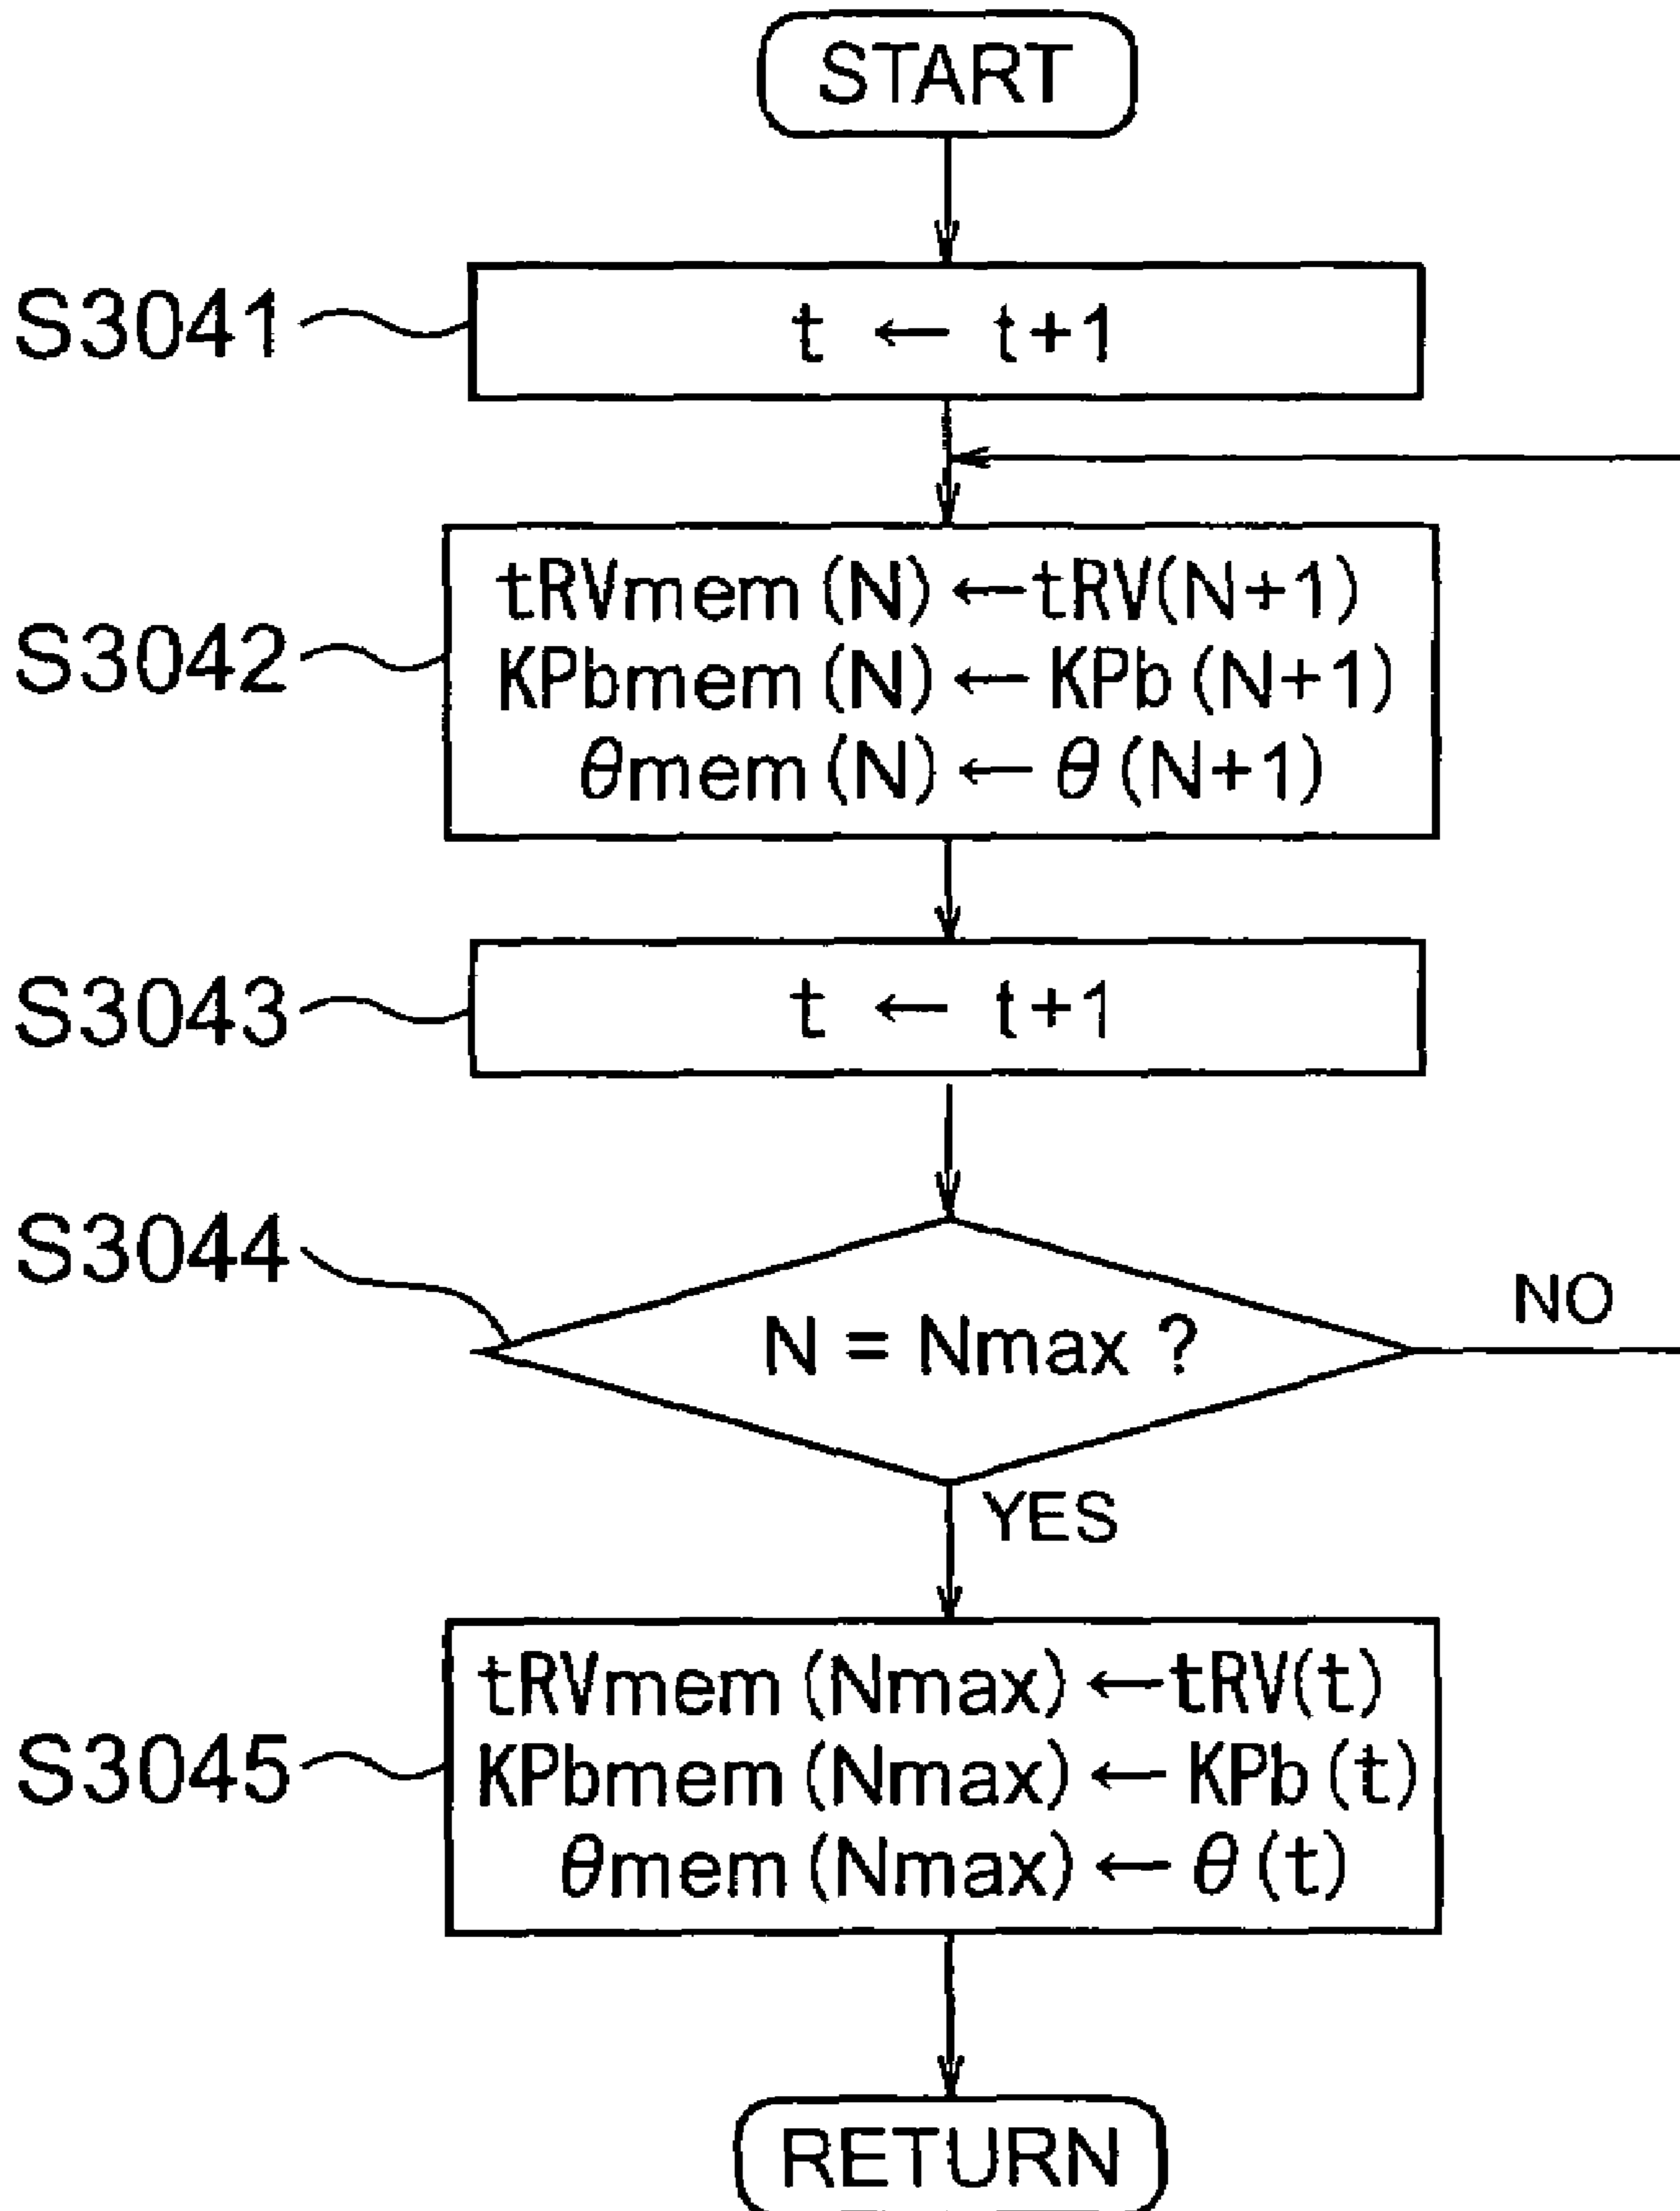 START
S3041
t ← t+1
S3042
tRVmem(N) ← tRV(N+1)
KPbmem(N) ← KPb(N+1)
θmem(N) ← θ(N+1)
S3043
t ← t+1
S3044
N = Nmax ?
NO
YES
S3045
tRVmem(Nmax) ← tRV(t)
KPbmem(Nmax) ← KPb(t)
θmem(Nmax) ← θ(t)
RETURN